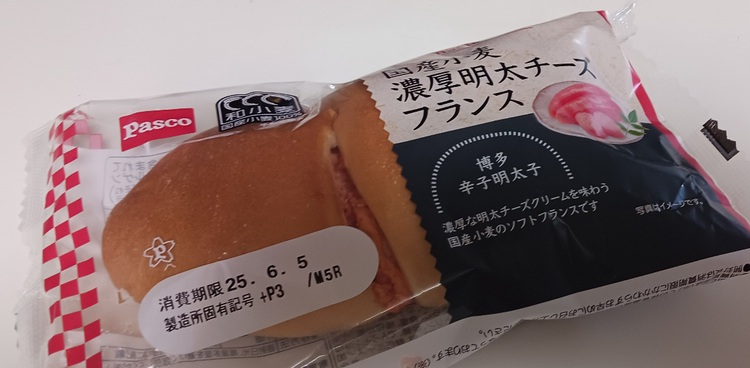 Pasco
和小麦
国産小麦100%
国産小麦
濃厚明太チーズ
フランス
博多
辛子明太子
濃厚な明太チーズクリームを味わう
国産小麦のソフトフランスです
写真はイメージです。
P
消費期限 25. 6. 5
製造所固有記号 +P3 /M5R